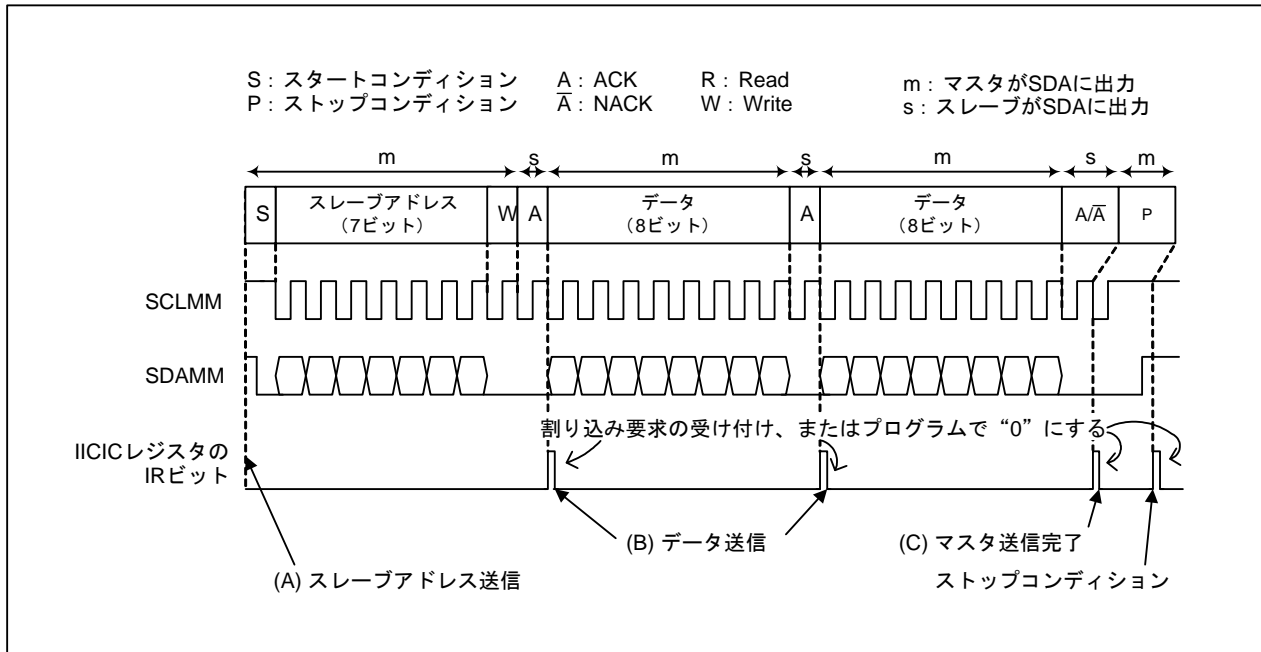 S：スタートコンディション　A：ACK　R：Read　m：マスタがSDAに出力
P：ストップコンディション　A̅：NACK　W：Write　s：スレーブがSDAに出力
m s m s m s m
S スレーブアドレス（7ビット） W A データ（8ビット） A データ（8ビット） A/A̅ P
SCLMM
SDAMM
割り込み要求の受け付け、またはプログラムで“0”にする
IICICレジスタの
IRビット
(B) データ送信
(C) マスタ送信完了
(A) スレーブアドレス送信
ストップコンディション